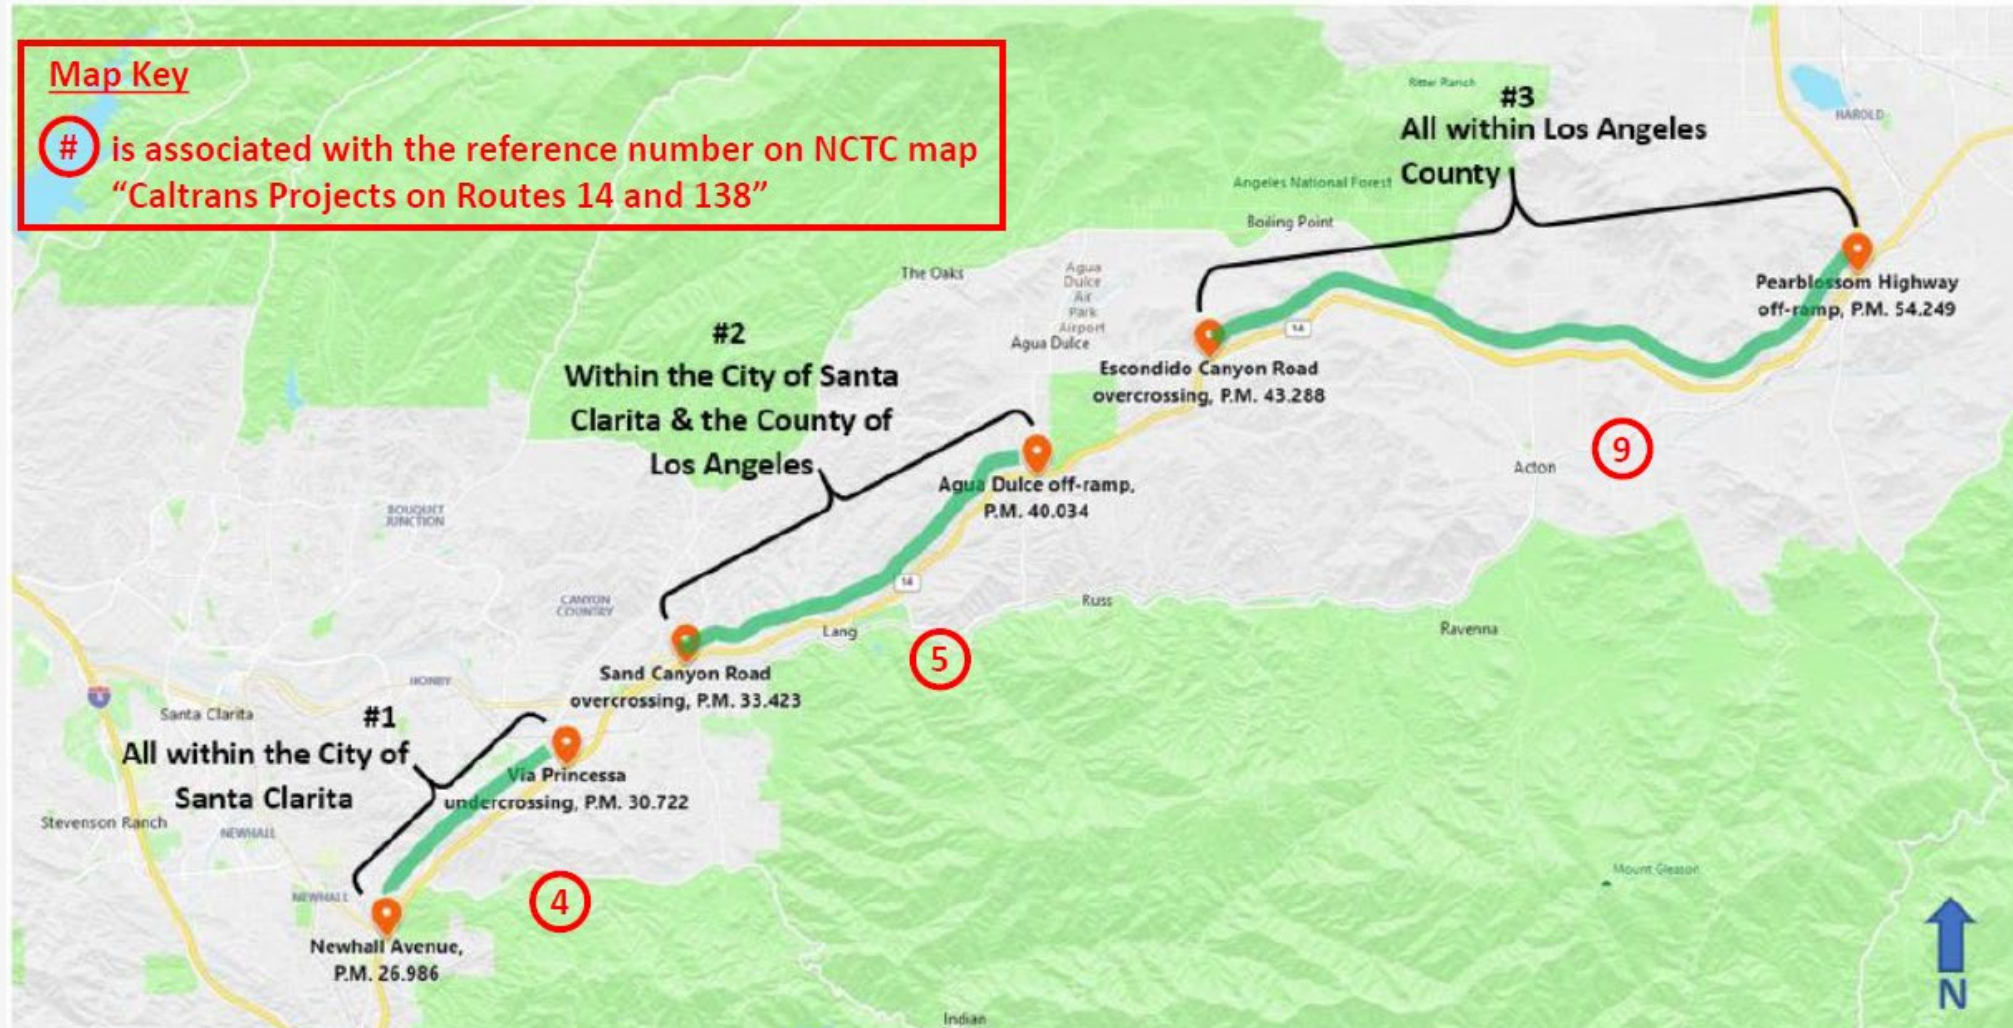 Map Key
# is associated with the reference number on NCTC map
“Caltrans Projects on Routes 14 and 138”
Ritter Ranch
#3
All within Los Angeles
County
HAROLD
Angeles National Forest
Boiling Point
The Oaks
Agua
Dulce
Air
Park
Airport
Agua Dulce
Pearblossom Highway
off-ramp, P.M. 54.249
14
#2
Within the City of Santa
Clarita & the County of
Los Angeles
Escondido Canyon Road
overcrossing, P.M. 43.288
9
Acton
Agua Dulce off-ramp,
P.M. 40.034
BOUQUET
JUNCTION
14
CANYON
COUNTRY
Russ
Lang
Ravenna
5
Sand Canyon Road
overcrossing, P.M. 33.423
HONBY
5
Santa Clarita
#1
All within the City of
Santa Clarita
Via Princessa
undercrossing, P.M. 30.722
Stevenson Ranch
NEWHALL
Mount Gleason
NEWHALL
4
Newhall Avenue,
P.M. 26.986
N
Indian